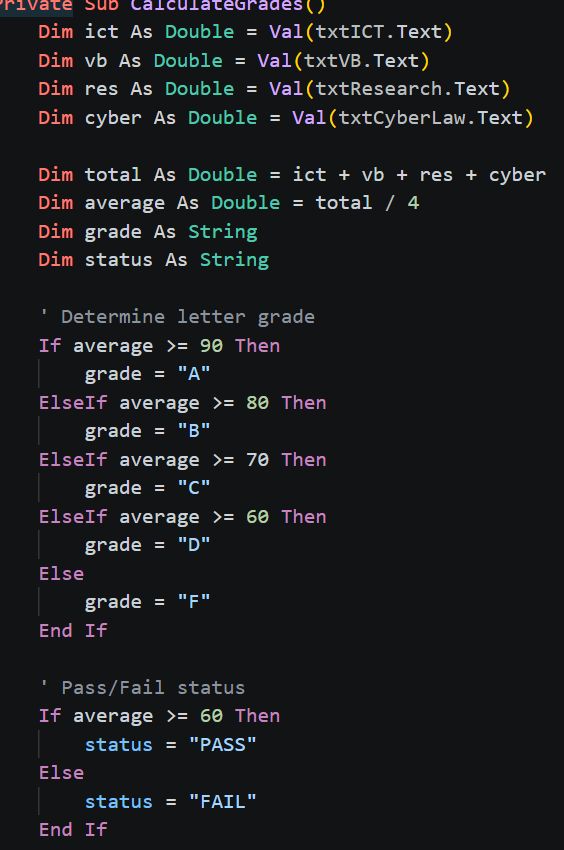 Private Sub CalculateGrades()
    Dim ict As Double = Val(txtICT.Text)
    Dim vb As Double = Val(txtVB.Text)
    Dim res As Double = Val(txtResearch.Text)
    Dim cyber As Double = Val(txtCyberLaw.Text)

    Dim total As Double = ict + vb + res + cyber
    Dim average As Double = total / 4
    Dim grade As String
    Dim status As String

    ' Determine letter grade
    If average >= 90 Then
        grade = "A"
    ElseIf average >= 80 Then
        grade = "B"
    ElseIf average >= 70 Then
        grade = "C"
    ElseIf average >= 60 Then
        grade = "D"
    Else
        grade = "F"
    End If

    ' Pass/Fail status
    If average >= 60 Then
        status = "PASS"
    Else
        status = "FAIL"
    End If